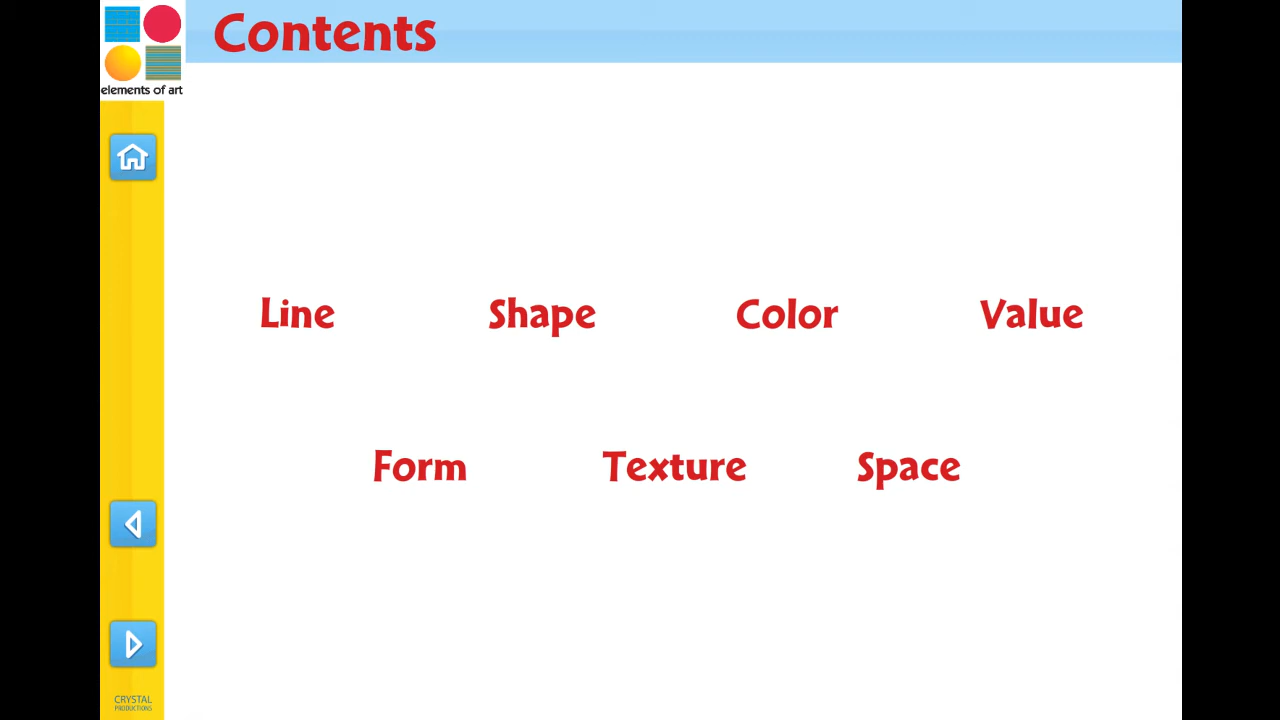 Contents
elements of art
Line Shape Color Value
Form Texture Space
CRYSTAL
PRODUCTIONS